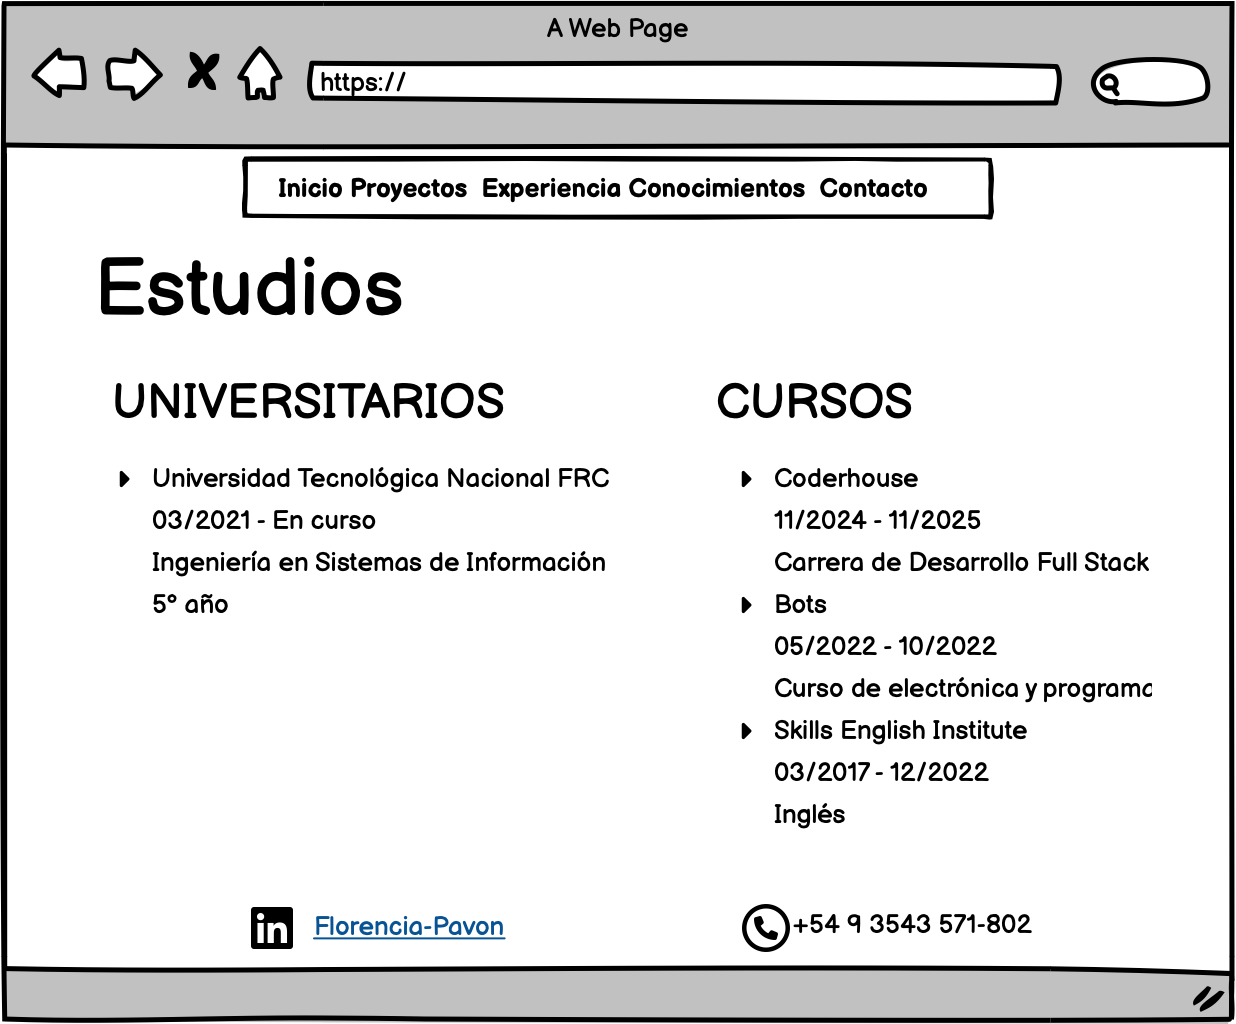 A Web Page
https://
Inicio Proyectos Experiencia Conocimientos Contacto
Estudios
UNIVERSITARIOS
Universidad Tecnológica Nacional FRC
03/2021 - En curso
Ingeniería en Sistemas de Información
5° año
CURSOS
Coderhouse
11/2024 - 11/2025
Carrera de Desarrollo Full Stack
Bots
05/2022 - 10/2022
Curso de electrónica y programa
Skills English Institute
03/2017 - 12/2022
Inglés
in Florencia-Pavon
+54 9 3543 571-802